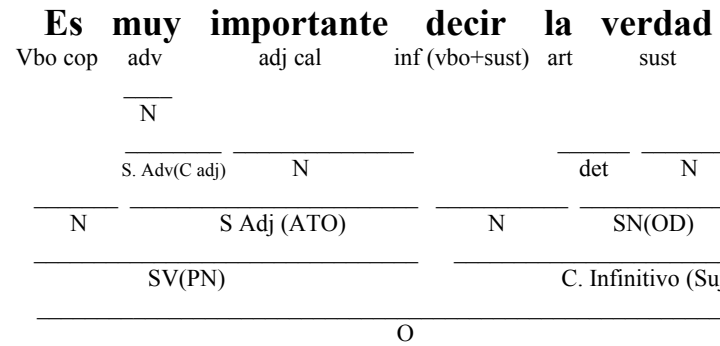 Es muy importante decir la verdad
Vbo cop adv adj cal inf (vbo+sust) art sust
N
S. Adv(C adj) N det N
N S Adj (ATO) N SN(OD)
SV(PN) C. Infinitivo (Suj
O